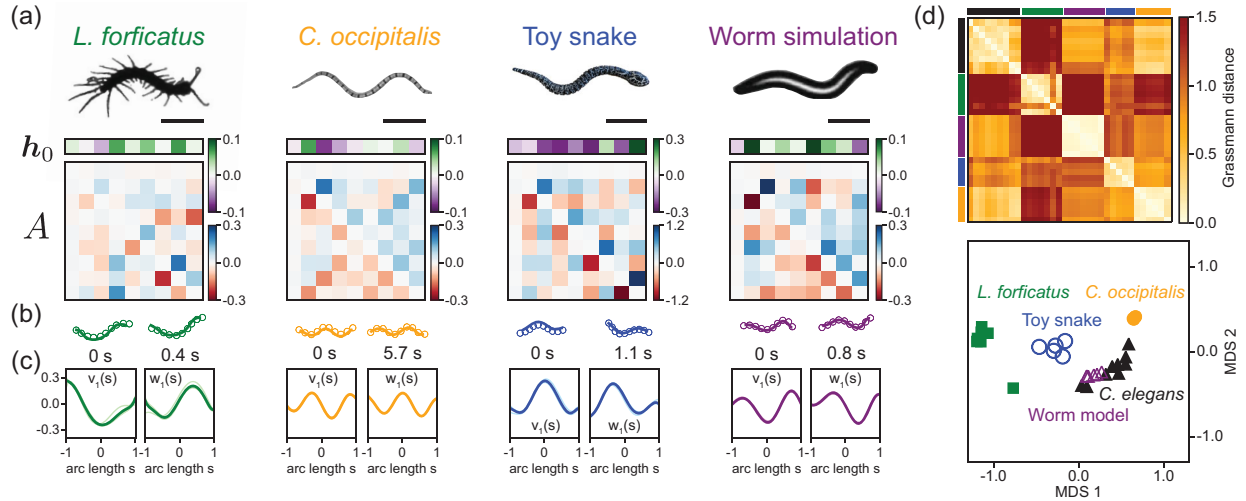 (a)
L. forficatus
C. occipitalis
Toy snake
Worm simulation
h0
0.1
0.0
-0.1
0.1
0.0
-0.1
0.3
0.0
-0.3
0.1
0.0
-0.1
A
0.3
0.0
-0.3
0.3
0.0
-0.3
1.2
0.0
-1.2
0.3
0.0
-0.3
(b)
0 s 0.4 s
0 s 5.7 s
0 s 1.1 s
0 s 0.8 s
(c)
0.3
0.0
-0.3
v1(s) w1(s)
v1(s) w1(s)
v1(s) w1(s)
v1(s) w1(s)
-1 0 1 -1 0 1
-1 0 1 -1 0 1
-1 0 1 -1 0 1
-1 0 1 -1 0 1
arc length s arc length s
arc length s arc length s
arc length s arc length s
arc length s arc length s
(d)
1.5
1.0
0.5
0.0
Grassmann distance
L. forficatus
C. occipitalis
Toy snake
C. elegans
Worm model
1.0
0.0
-1.0
MDS 2
-1.0 0.0 1.0
MDS 1